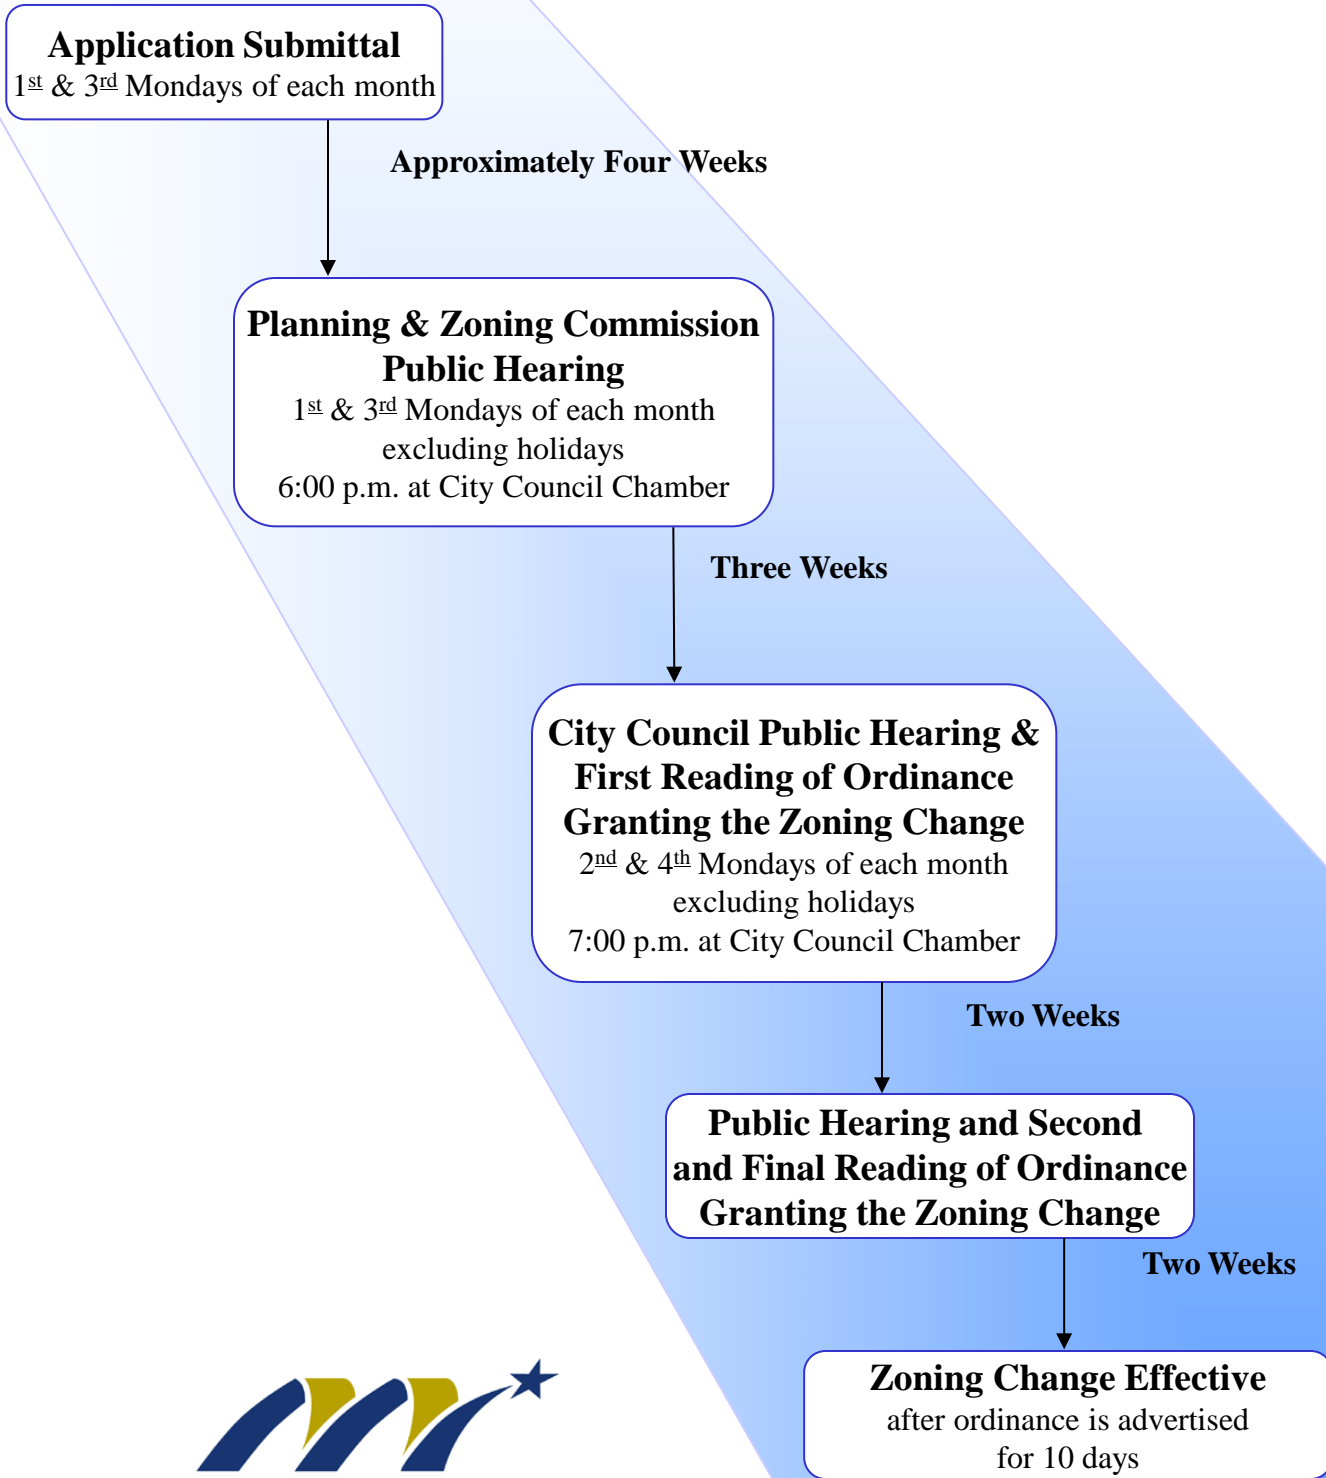 Application Submittal
1st & 3rd Mondays of each month
Approximately Four Weeks
Planning & Zoning Commission
Public Hearing
1st & 3rd Mondays of each month
excluding holidays
6:00 p.m. at City Council Chamber
Three Weeks
City Council Public Hearing &
First Reading of Ordinance
Granting the Zoning Change
2nd & 4th Mondays of each month
excluding holidays
7:00 p.m. at City Council Chamber
Two Weeks
Public Hearing and Second
and Final Reading of Ordinance
Granting the Zoning Change
Two Weeks
Zoning Change Effective
after ordinance is advertised
for 10 days